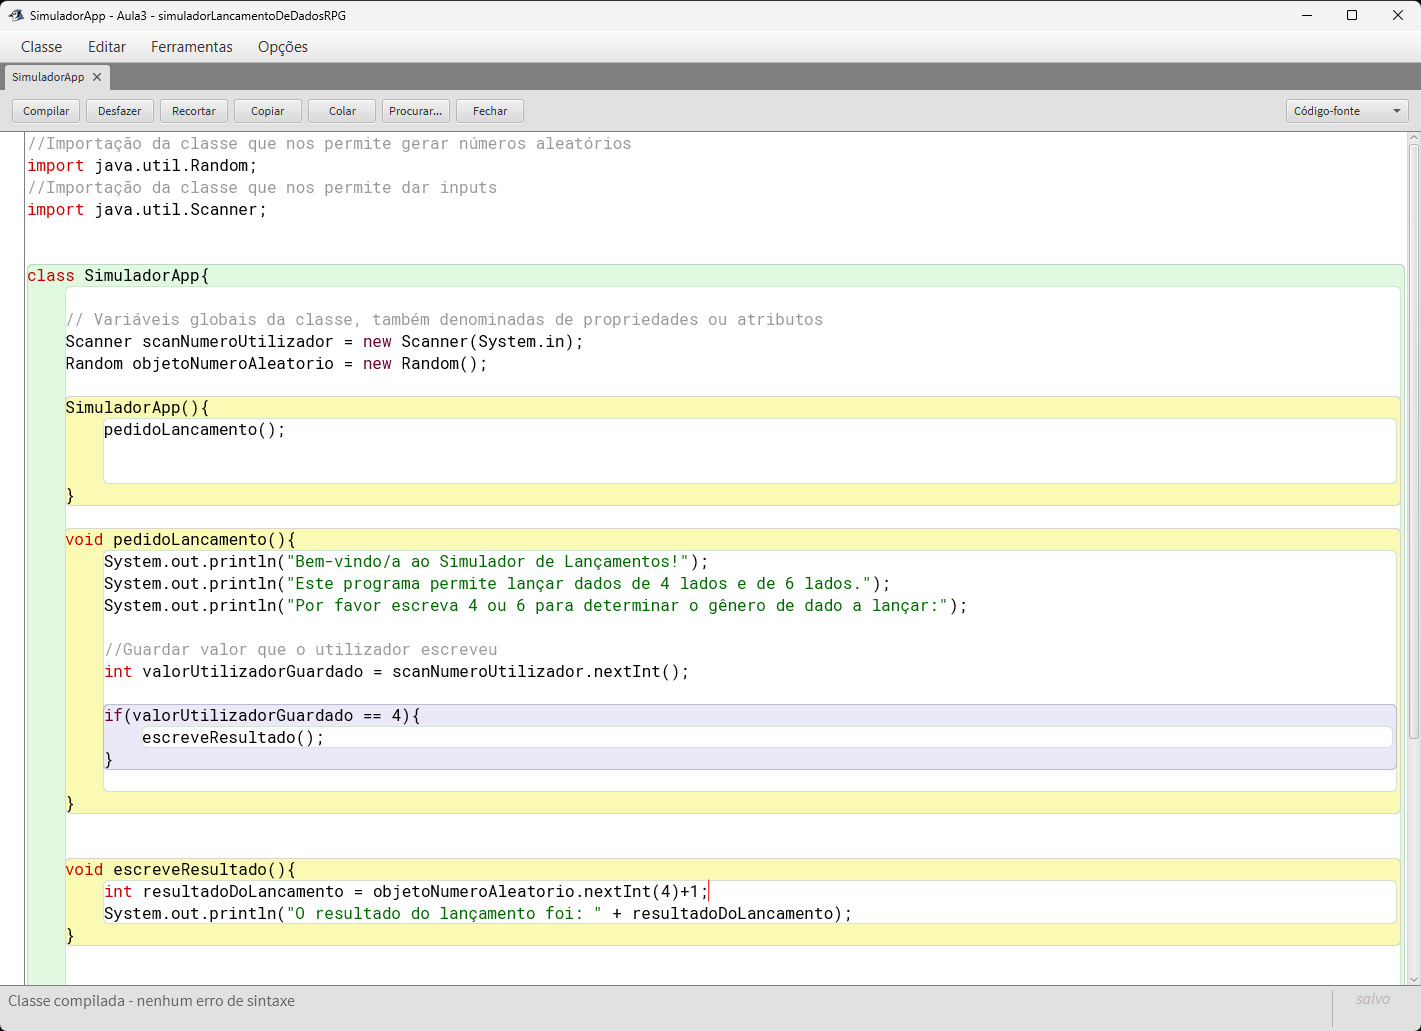 SimuladorApp - Aula3 - simuladorLancamentoDeDadosRPG
Classe Editar Ferramentas Opções
SimuladorApp
Compilar Desfazer Recortar Copiar Colar Procurar... Fechar Código-fonte
//Importação da classe que nos permite gerar números aleatórios
import java.util.Random;
//Importação da classe que nos permite dar inputs
import java.util.Scanner;
class SimuladorApp{
// Variáveis globais da classe, também denominadas de propriedades ou atributos
Scanner scanNumeroUtilizador = new Scanner(System.in);
Random objetoNumeroAleatorio = new Random();
SimuladorApp(){
pedidoLancamento();
}
void pedidoLancamento(){
System.out.println("Bem-vindo/a ao Simulador de Lançamentos!");
System.out.println("Este programa permite lançar dados de 4 lados e de 6 lados.");
System.out.println("Por favor escreva 4 ou 6 para determinar o gênero de dado a lançar:");
//Guardar valor que o utilizador escreveu
int valorUtilizadorGuardado = scanNumeroUtilizador.nextInt();
if(valorUtilizadorGuardado == 4){
escreveResultado();
}
}
void escreveResultado(){
int resultadoDoLancamento = objetoNumeroAleatorio.nextInt(4)+1;
System.out.println("O resultado do lançamento foi: " + resultadoDoLancamento);
}
Classe compilada - nenhum erro de sintaxe
salvo